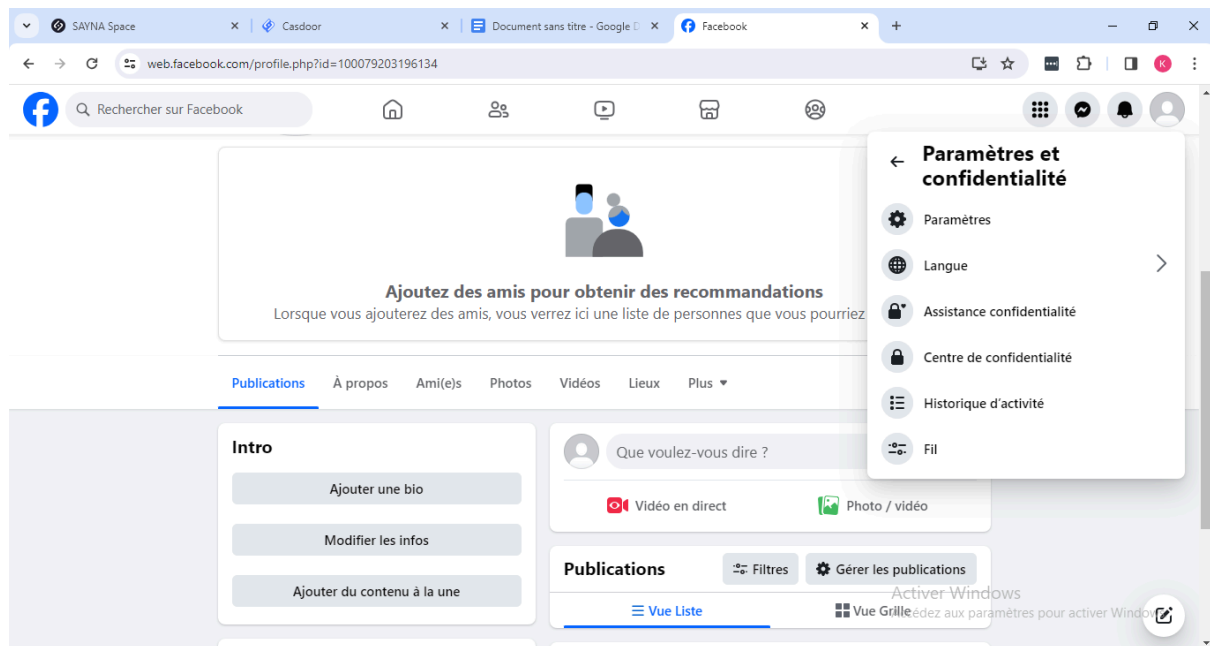 SAYNA Space
Casdoor
Document sans titre - Google D
Facebook
web.facebook.com/profile.php?id=100079203196134
K
Rechercher sur Facebook
Paramètres et
confidentialité
Paramètres
Langue
Assistance confidentialité
Centre de confidentialité
Historique d'activité
Fil
Ajoutez des amis pour obtenir des recommandations
Lorsque vous ajouterez des amis, vous verrez ici une liste de personnes que vous pourriez
Publications À propos Ami(e)s Photos Vidéos Lieux Plus
Intro
Ajouter une bio
Modifier les infos
Ajouter du contenu à la une
Que voulez-vous dire ?
Vidéo en direct Photo / vidéo
Publications Filtres Gérer les publications
Vue Liste Vue Grille
Activer Windows
Accédez aux paramètres pour activer Windows